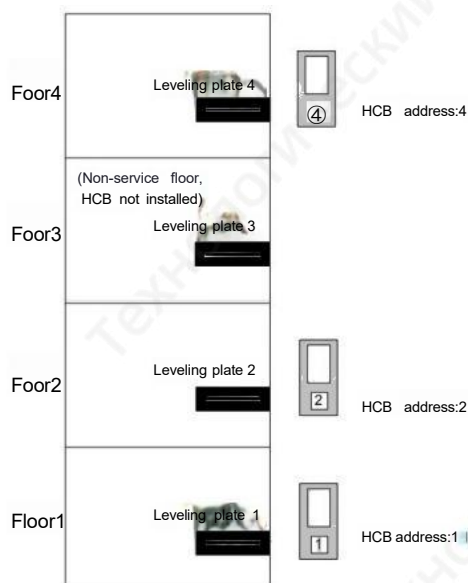 Leveling plate 4
Foor4
④
HCB address:4
(Non-service floor,
HCB not installed)
Leveling plate 3
Foor3
Leveling plate 2
Foor2
2
HCB address:2
Leveling plate 1
Floor1
1
HCB address:1